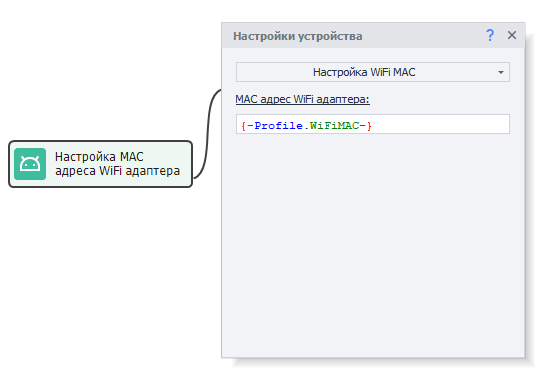 Настройки устройства
?
Настройка WiFi MAC
MAC адрес WiFi адаптера:
{-Profile.WiFiMAC-}
Настройка MAC
адреса WiFi адаптера